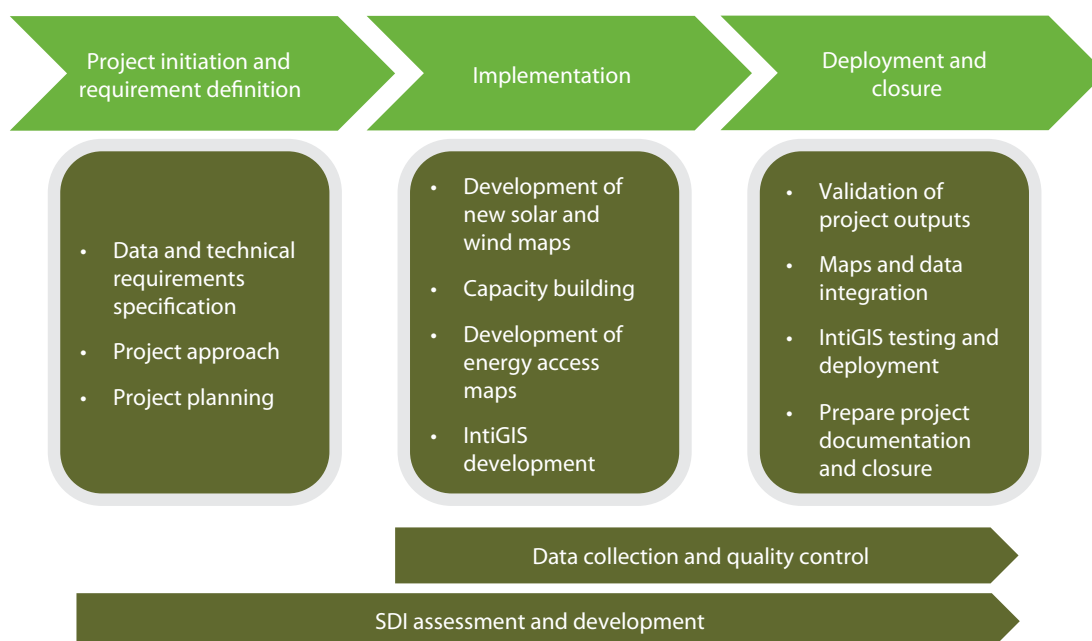 Project initiation and
requirement definition
Implementation
Deployment and
closure
• Data and technical
requirements
specification
• Project approach
• Project planning
• Development of
new solar and
wind maps
• Capacity building
• Development of
energy access
maps
• IntiGIS
development
• Validation of
project outputs
• Maps and data
integration
• IntiGIS testing and
deployment
• Prepare project
documentation
and closure
Data collection and quality control
SDI assessment and development